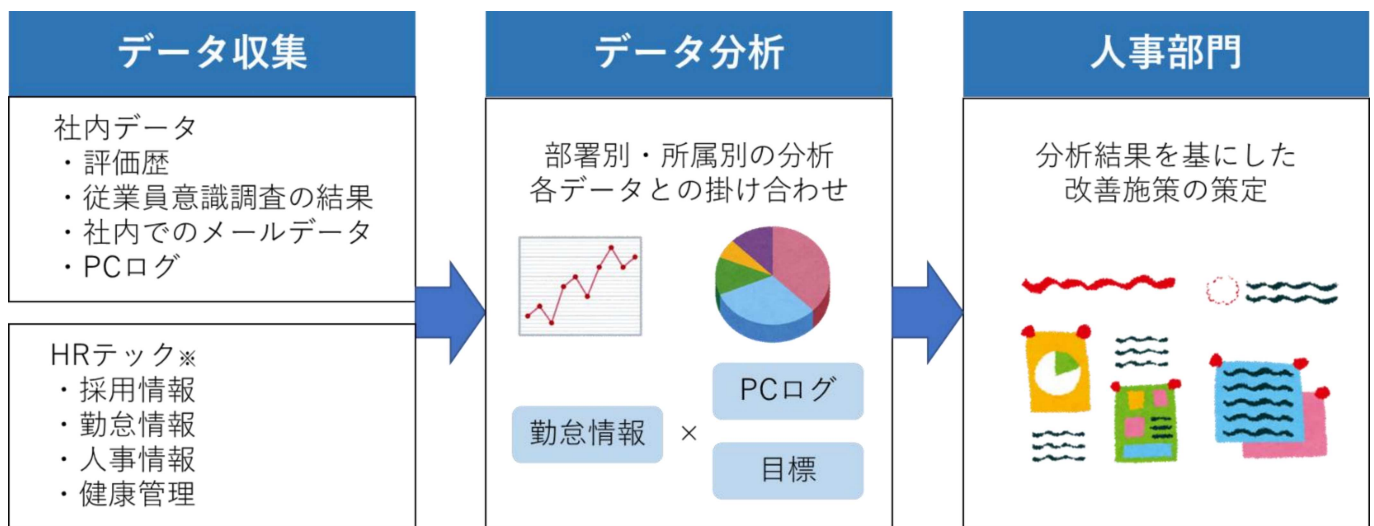 データ収集
社内データ
・評価歴
・従業員意識調査の結果
・社内でのメールデータ
・PCログ
HRテック※
・採用情報
・勤怠情報
・人事情報
・健康管理
データ分析
部署別・所属別の分析
各データとの掛け合わせ
勤怠情報
×
PCログ
目標
人事部門
分析結果を基にした
改善施策の策定